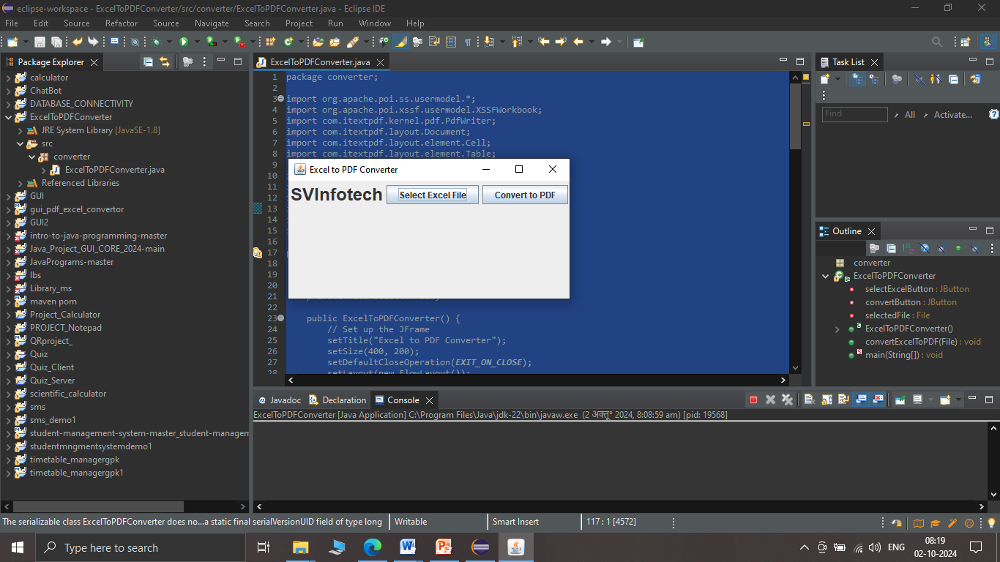 eclipse-workspace - ExcelToPDFConverter/src/converter/ExcelToPDFConverter.java - Eclipse IDE
File Edit Source Refactor Source Navigate Search Project Run Window Help
Package Explorer
calculator
ChatBot
DATABASE_CONNECTIVITY
ExcelToPDFConverter
JRE System Library [JavaSE-1.8]
src
converter
ExcelToPDFConverter.java
Referenced Libraries
GUI
gui_pdf_excel_convertor
GUI2
intro-to-java-programming-master
Java_Project_GUI_CORE_2024-main
JavaPrograms-master
lbs
Library_ms
maven pom
Project_Calculator
PROJECT_Notepad
QRproject_
Quiz
Quiz_Client
Quiz_Server
scientific_calculator
sms
sms_demo1
student-management-system-master_student-managem
studentmngmentsystemdemo1
timetable_managergpk
timetable_managergpk1
ExcelToPDFConverter.java
1 package converter;
2
3 import org.apache.poi.ss.usermodel.*;
4 import org.apache.poi.xssf.usermodel.XSSFWorkbook;
5 import com.itextpdf.kernel.pdf.PdfWriter;
6 import com.itextpdf.layout.Document;
7 import com.itextpdf.layout.element.Cell;
8 import com.itextpdf.layout.element.Table;
9
10
11
12
13
14
15
16
17
18
19
20
21
22
23 public ExcelToPDFConverter() {
24 // Set up the JFrame
25 setTitle("Excel to PDF Converter");
26 setSize(400, 200);
27 setDefaultCloseOperation(EXIT_ON_CLOSE);
28 setLayout(new FlowLayout());
Excel to PDF Converter
SVInfotech Select Excel File Convert to PDF
Task List
Find All Activate...
Outline
converter
ExcelToPDFConverter
selectExcelButton : JButton
convertButton : JButton
selectedFile : File
ExcelToPDFConverter()
convertExcelToPDF(File) : void
main(String[]) : void
Javadoc Declaration Console
ExcelToPDFConverter [Java Application] C:\Program Files\Java\jdk-22\bin\javaw.exe (2 अक्तू॰ 2024, 8:08:59 am) [pid: 19568]
The serializable class ExcelToPDFConverter does no...a static final serialVersionUID field of type long Writable Smart Insert 117 : 1 [4572]
Type here to search
ENG
08:19
02-10-2024